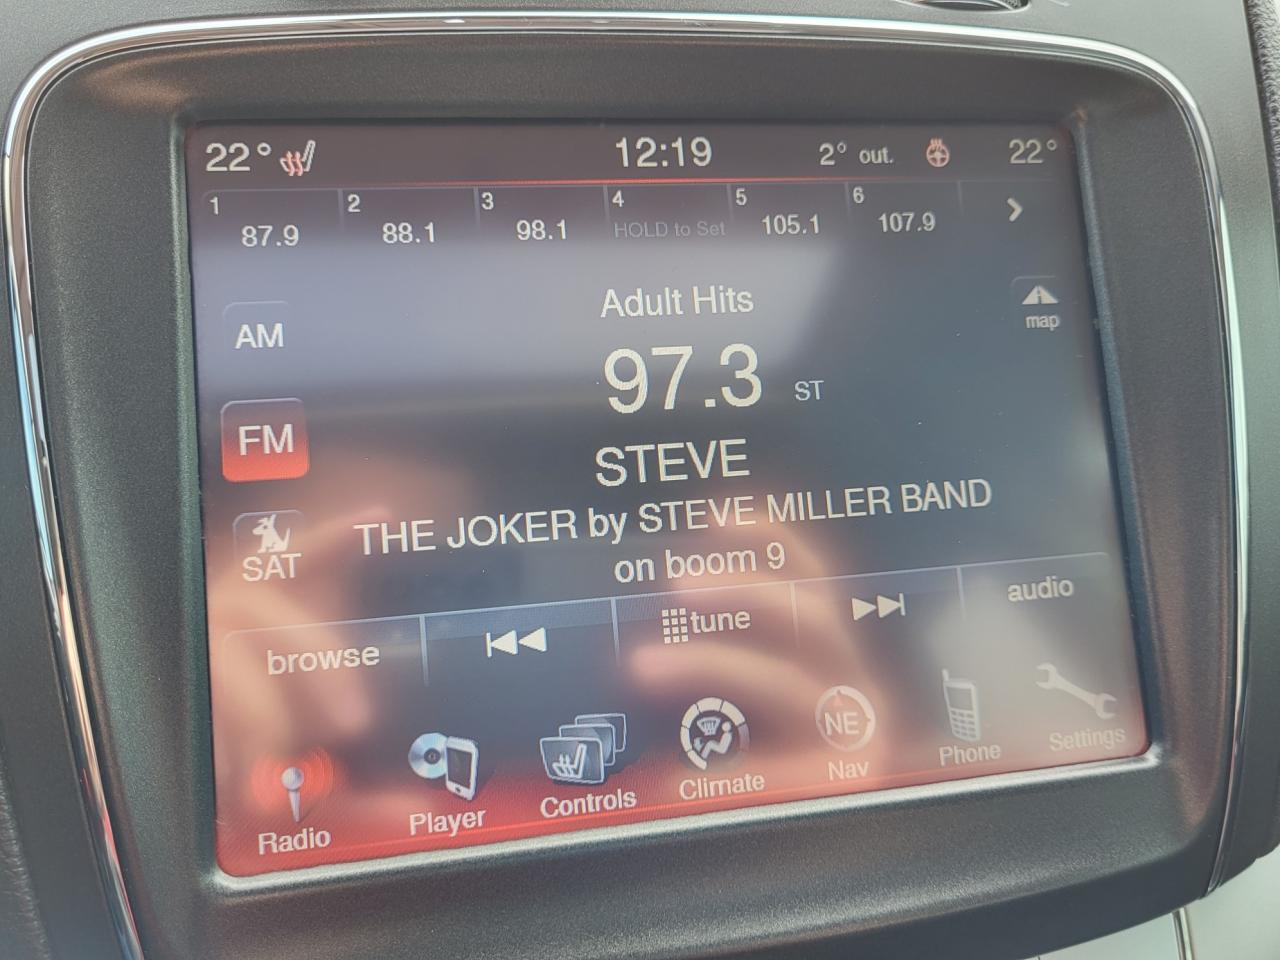 22° 12:19 2° out. 22°
1 2 3 4 5 6
87.9 88.1 98.1 HOLD to Set 105.1 107.9
Adult Hits
map
AM
97.3 ST
FM
STEVE
THE JOKER by STEVE MILLER BAND
SAT
on boom 9
browse tune audio
NE
Radio Player Controls Climate Nav Phone Settings